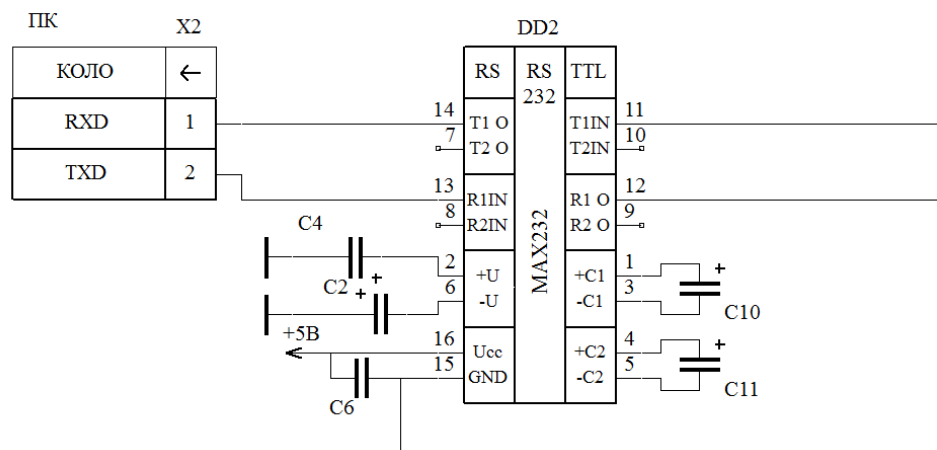 ПК
X2
КОЛО
RXD
1
TXD
2
DD2
RS
RS
232
TTL
MAX232
14
T1 O
7
T2 O
13
R1IN
8
R2IN
2
+U
6
-U
16
Ucc
15
GND
T1IN
11
T2IN
10
R1 O
12
R2 O
9
+C1
1
-C1
3
+C2
4
-C2
5
C4
C2
+
+
+5В
C6
+
C10
+
C11